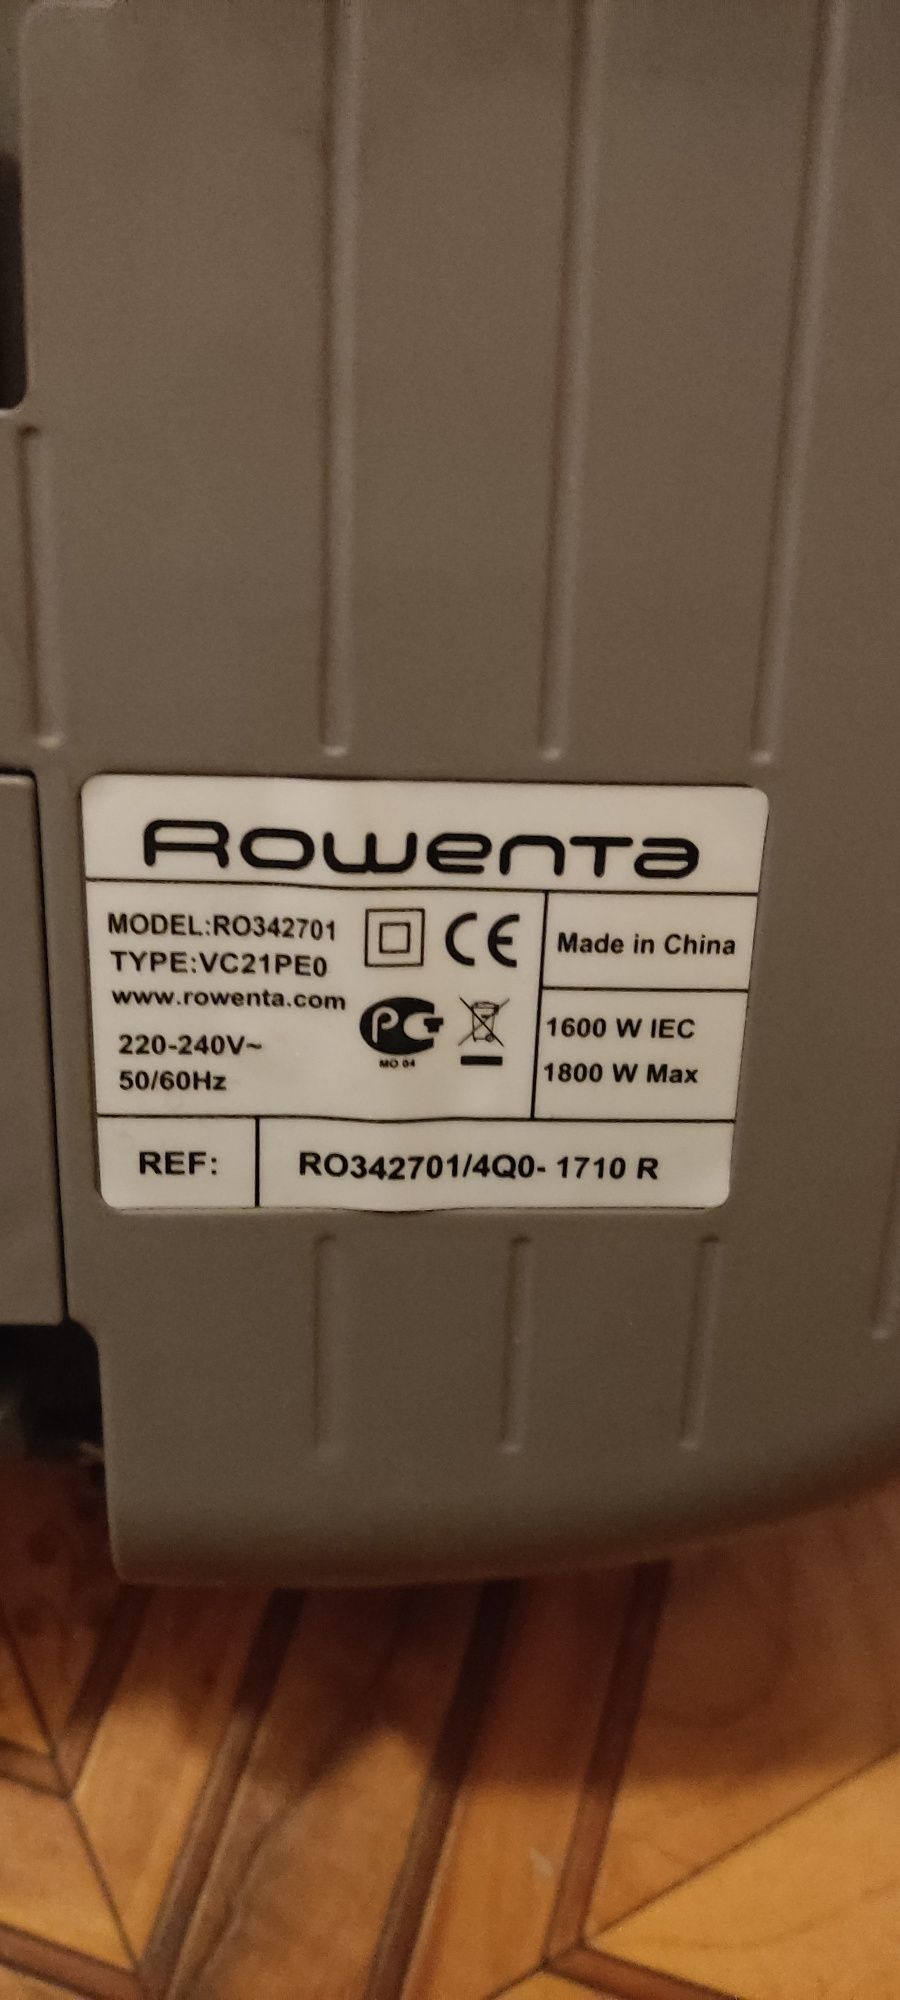 Rowenta
MODEL:RO342701
TYPE:VC21PE0
www.rowenta.com
220-240V~
50/60Hz
CE
PCT
MO 04
Made in China
1600 W IEC
1800 W Max
REF:
RO342701/4Q0- 1710 R